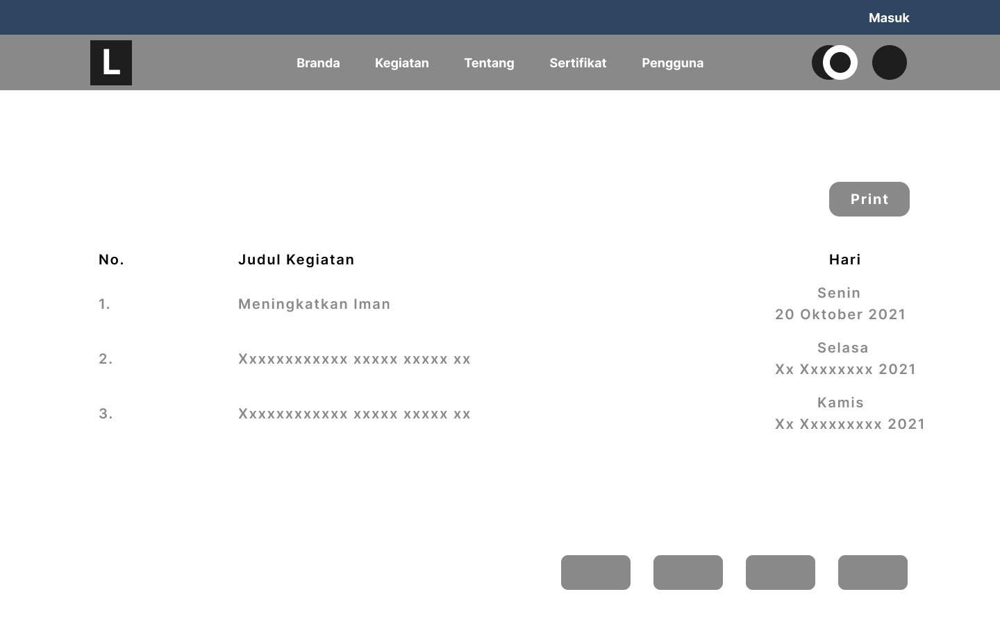 Masuk
L
Branda Kegiatan Tentang Sertifikat Pengguna
Print
No. Judul Kegiatan Hari
1. Meningkatkan Iman Senin
20 Oktober 2021
2. Xxxxxxxxxxxx xxxxx xxxxx xx Selasa
Xx Xxxxxxxx 2021
3. Xxxxxxxxxxxx xxxxx xxxxx xx Kamis
Xx Xxxxxxxxx 2021